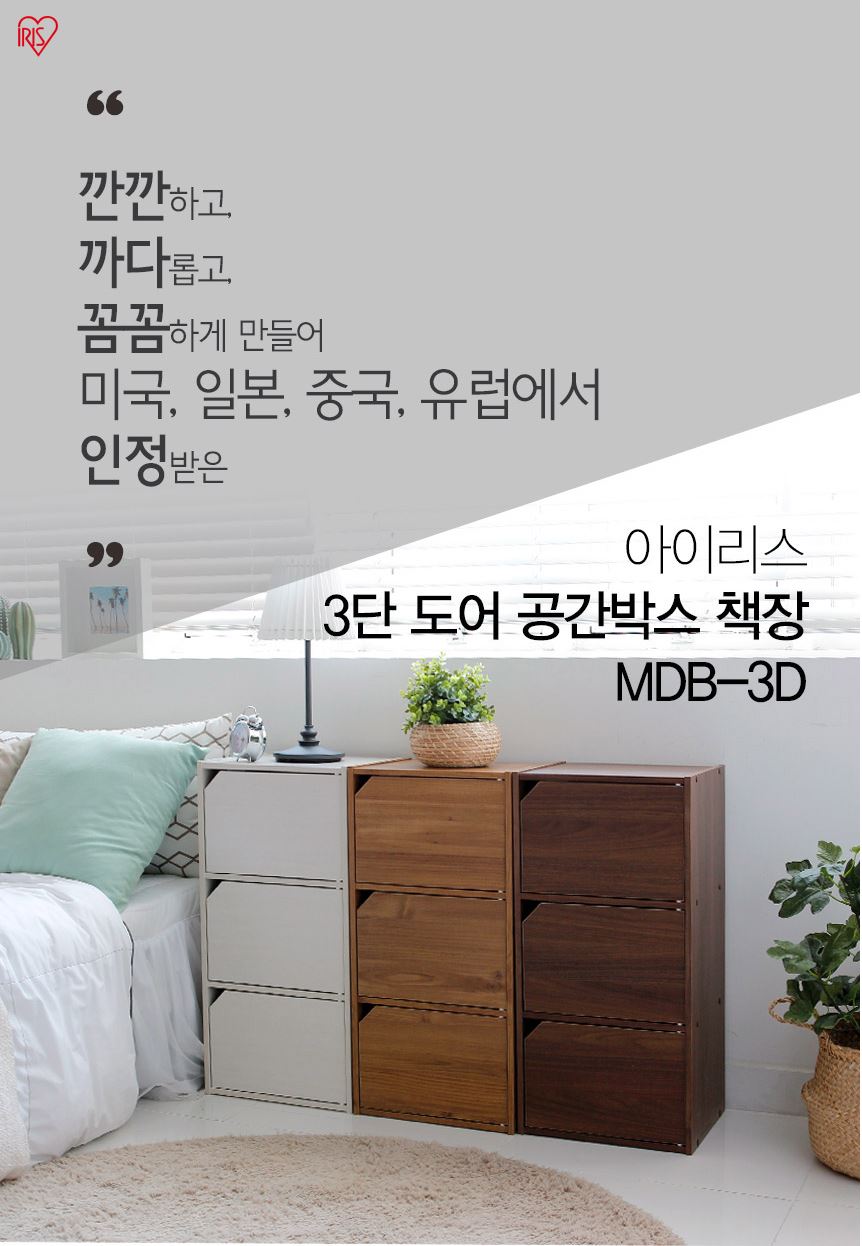 IRIS
“
깐깐하고,
까다롭고,
꼼꼼하게 만들어
미국, 일본, 중국, 유럽에서
인정받은
”
아이리스
3단 도어 공간박스 책장
MDB-3D